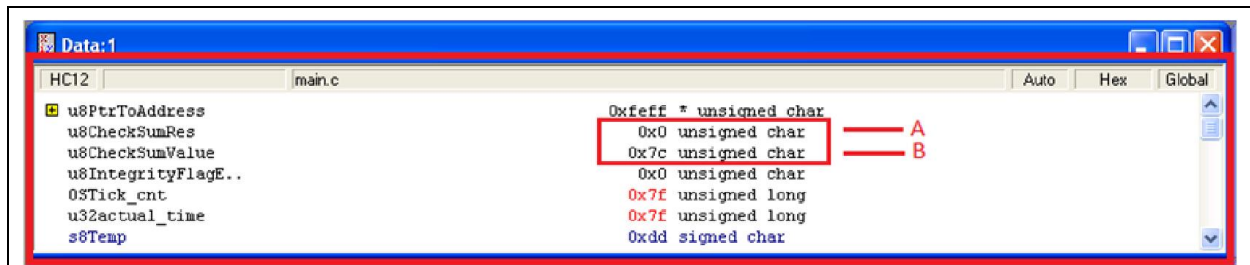 Data:1
HC12 main.c Auto Hex Global
u8PtrToAddress 0xfeff * unsigned char
u8CheckSumRes 0x0 unsigned char A
u8CheckSumValue 0x7c unsigned char B
u8IntegrityFlagE.. 0x0 unsigned char
OSTick_cnt 0x7f unsigned long
u32actual_time 0x7f unsigned long
s8Temp 0xdd signed char